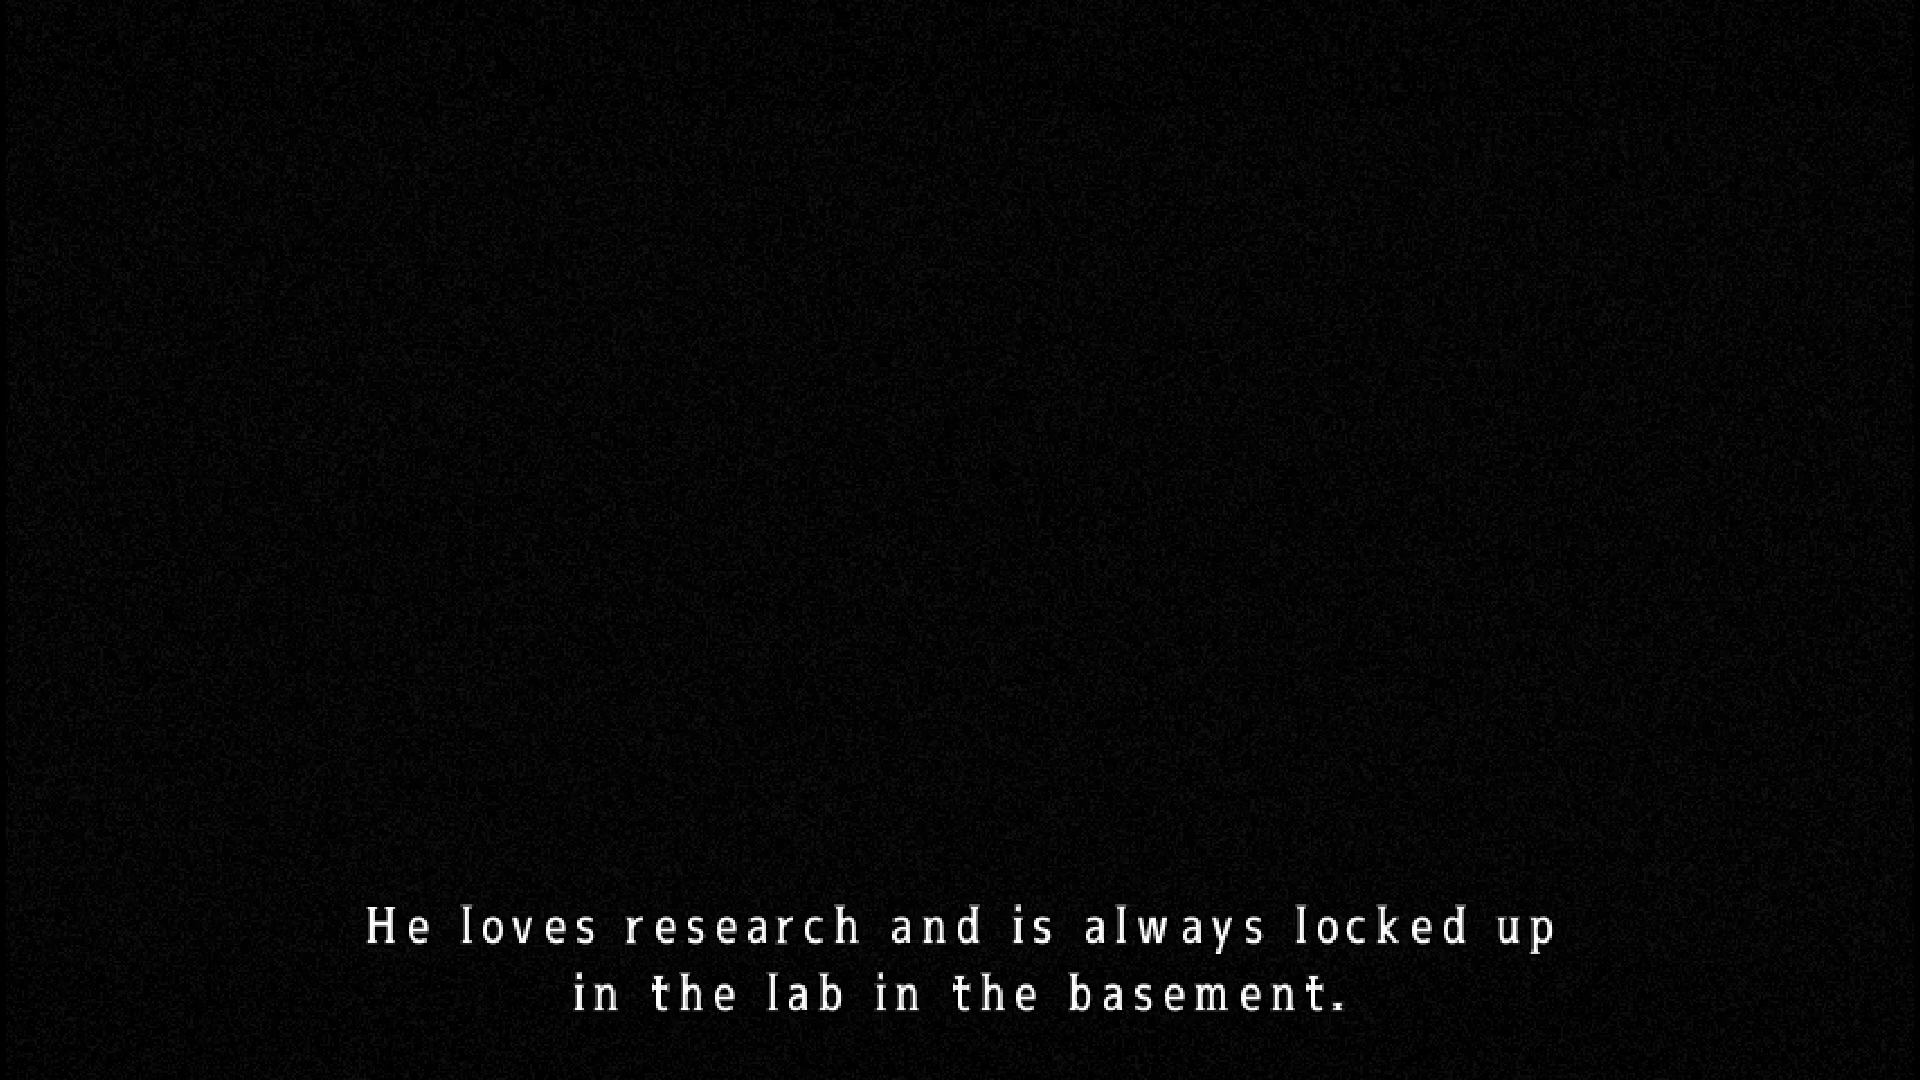 He loves research and is always locked up
in the lab in the basement.